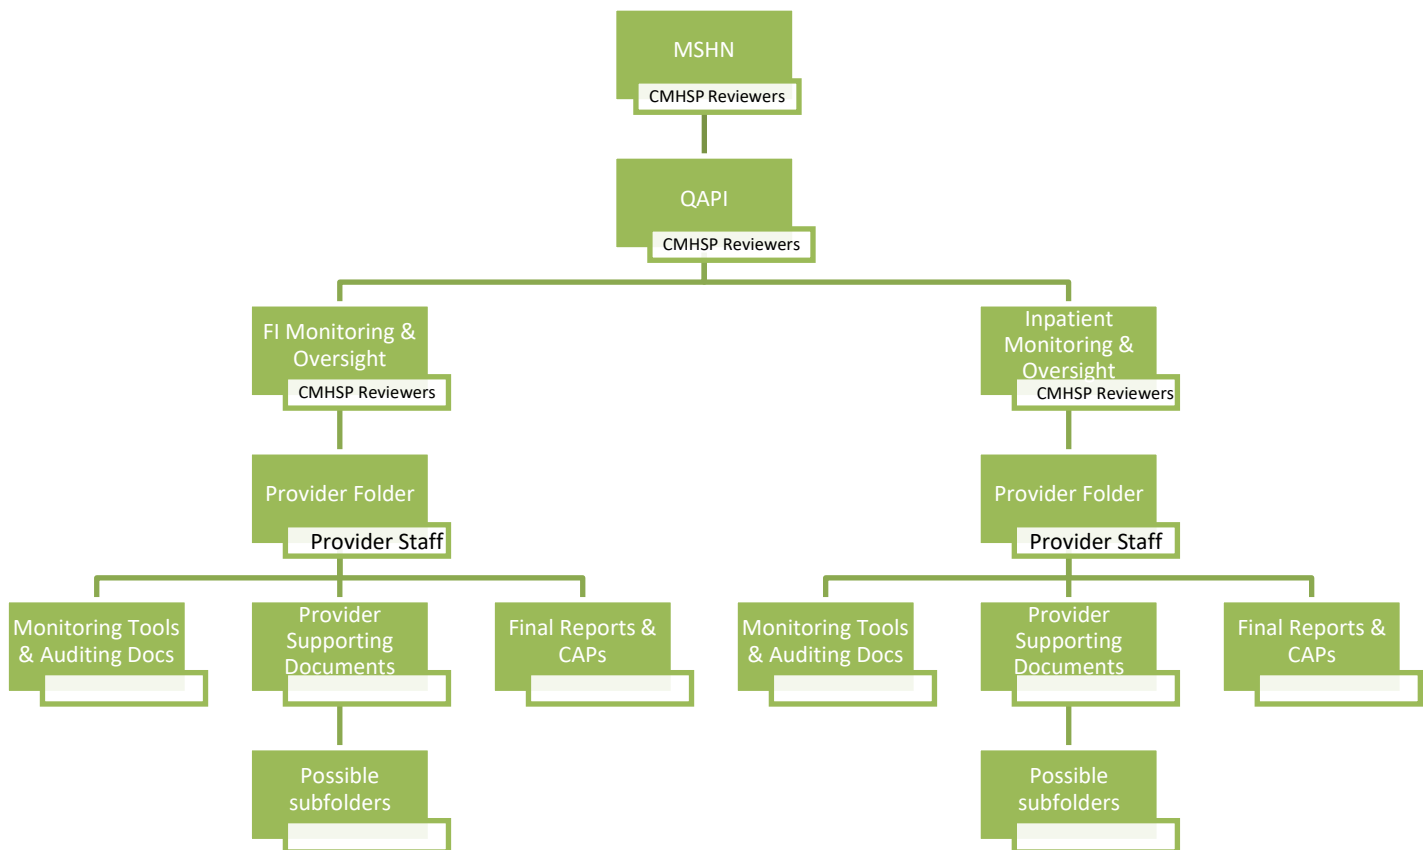 MSHN
CMHSP Reviewers
QAPI
CMHSP Reviewers
FI Monitoring &
Oversight
CMHSP Reviewers
Inpatient
Monitoring &
Oversight
CMHSP Reviewers
Provider Folder
Provider Staff
Provider Folder
Provider Staff
Monitoring Tools
& Auditing Docs
Provider
Supporting
Documents
Final Reports &
CAPs
Monitoring Tools
& Auditing Docs
Provider
Supporting
Documents
Final Reports &
CAPs
Possible
subfolders
Possible
subfolders